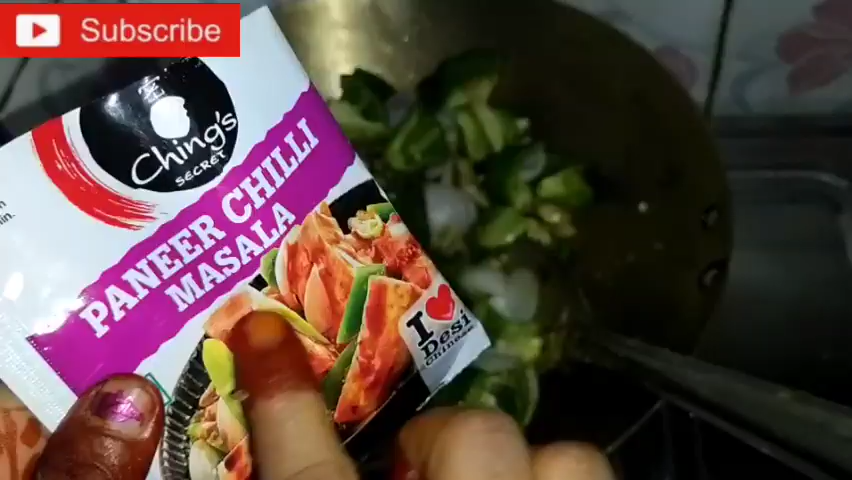 Subscribe
Ching's
SECRET
PANEER CHILLI
MASALA
I
Desi
Chinese